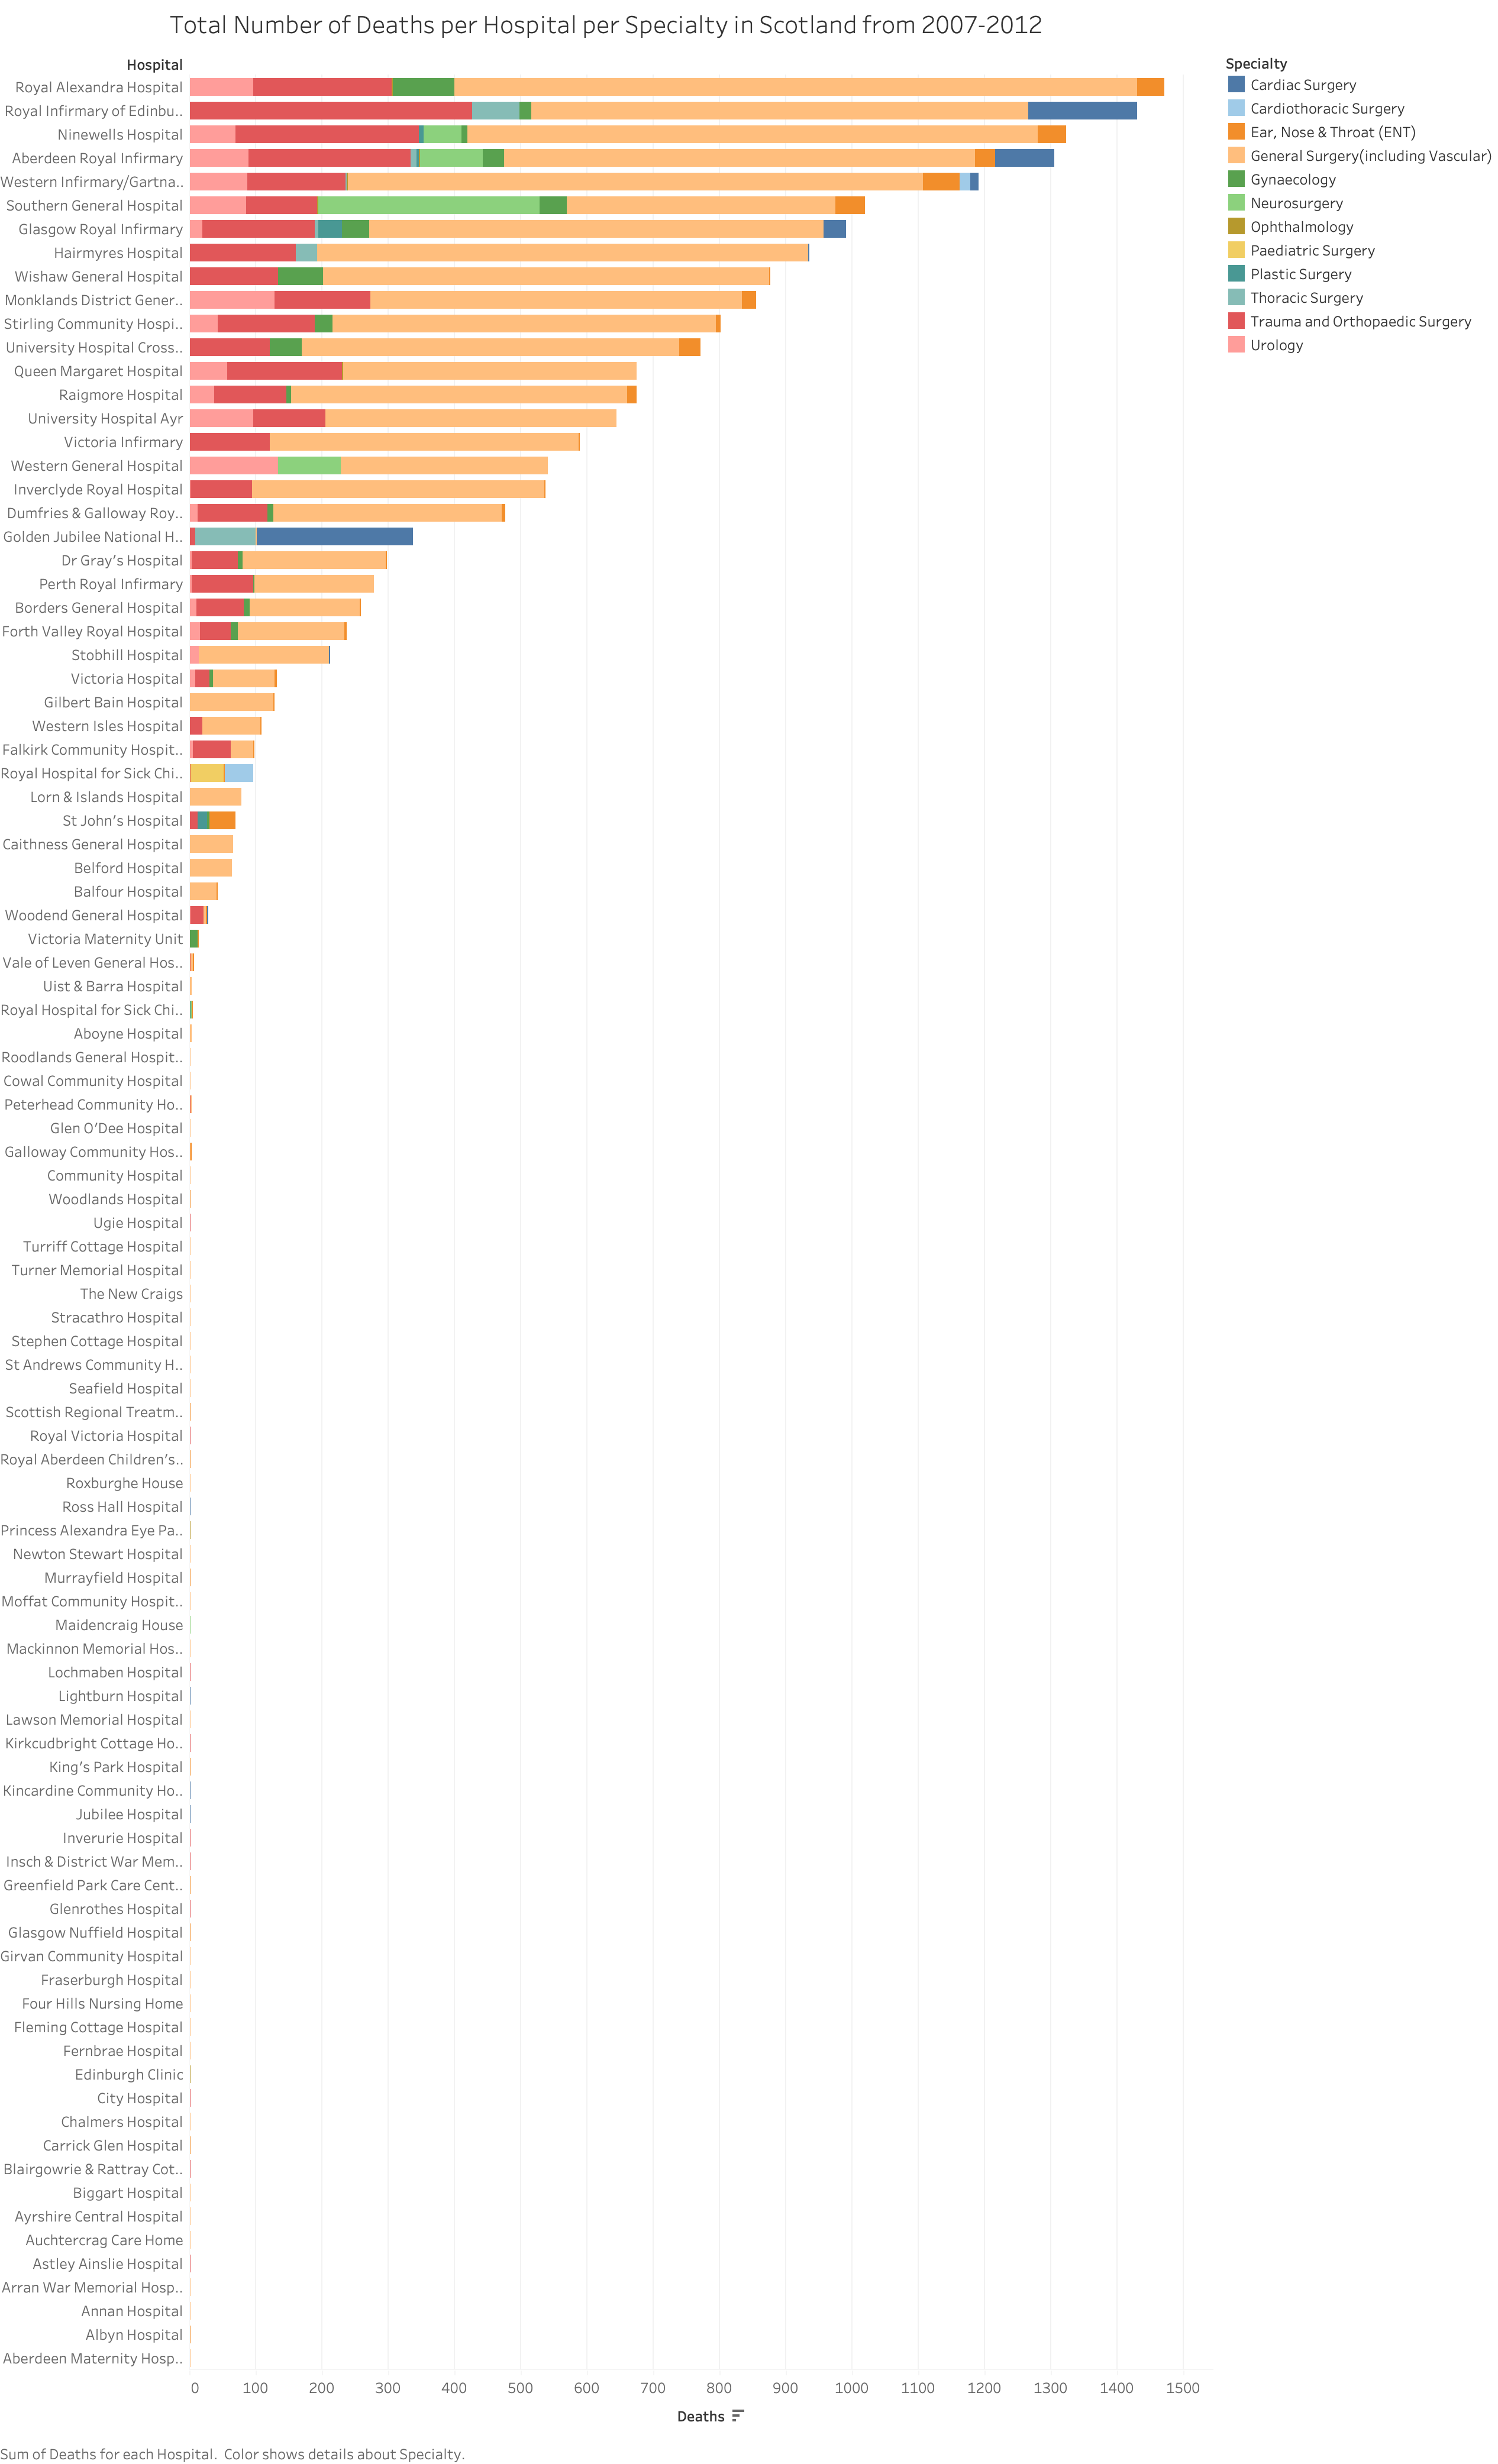 Total Number of Deaths per Hospital per Specialty in Scotland from 2007-2012
Hospital
Royal Alexandra Hospital
Royal Infirmary of Edinbu..
Ninewells Hospital
Aberdeen Royal Infirmary
Western Infirmary/Gartna..
Southern General Hospital
Glasgow Royal Infirmary
Hairmyres Hospital
Wishaw General Hospital
Monklands District Gener..
Stirling Community Hospi..
University Hospital Cross..
Queen Margaret Hospital
Raigmore Hospital
University Hospital Ayr
Victoria Infirmary
Western General Hospital
Inverclyde Royal Hospital
Dumfries & Galloway Roy..
Golden Jubilee National H..
Dr Gray's Hospital
Perth Royal Infirmary
Borders General Hospital
Forth Valley Royal Hospital
Stobhill Hospital
Victoria Hospital
Gilbert Bain Hospital
Western Isles Hospital
Falkirk Community Hospit..
Royal Hospital for Sick Chi..
Lorn & Islands Hospital
St John's Hospital
Caithness General Hospital
Belford Hospital
Balfour Hospital
Woodend General Hospital
Victoria Maternity Unit
Vale of Leven General Hos..
Uist & Barra Hospital
Royal Hospital for Sick Chi..
Aboyne Hospital
Roodlands General Hospit..
Cowal Community Hospital
Peterhead Community Ho..
Glen O'Dee Hospital
Galloway Community Hos..
Community Hospital
Woodlands Hospital
Ugie Hospital
Turriff Cottage Hospital
Turner Memorial Hospital
The New Craigs
Stracathro Hospital
Stephen Cottage Hospital
St Andrews Community H..
Seafield Hospital
Scottish Regional Treatm..
Royal Victoria Hospital
Royal Aberdeen Children's..
Roxburghe House
Ross Hall Hospital
Princess Alexandra Eye Pa..
Newton Stewart Hospital
Murrayfield Hospital
Moffat Community Hospit..
Maidencraig House
Mackinnon Memorial Hos..
Lochmaben Hospital
Lightburn Hospital
Lawson Memorial Hospital
Kirkcudbright Cottage Ho..
King's Park Hospital
Kincardine Community Ho..
Jubilee Hospital
Inverurie Hospital
Insch & District War Mem..
Greenfield Park Care Cent..
Glenrothes Hospital
Glasgow Nuffield Hospital
Girvan Community Hospital
Fraserburgh Hospital
Four Hills Nursing Home
Fleming Cottage Hospital
Fernbrae Hospital
Edinburgh Clinic
City Hospital
Chalmers Hospital
Carrick Glen Hospital
Blairgowrie & Rattray Cot..
Biggart Hospital
Ayrshire Central Hospital
Auchtercrag Care Home
Astley Ainslie Hospital
Arran War Memorial Hosp..
Annan Hospital
Albyn Hospital
Aberdeen Maternity Hosp..
0 100 200 300 400 500 600 700 800 900 1000 1100 1200 1300 1400 1500
Deaths
Specialty
Cardiac Surgery
Cardiothoracic Surgery
Ear, Nose & Throat (ENT)
General Surgery(including Vascular)
Gynaecology
Neurosurgery
Ophthalmology
Paediatric Surgery
Plastic Surgery
Thoracic Surgery
Trauma and Orthopaedic Surgery
Urology
Sum of Deaths for each Hospital. Color shows details about Specialty.